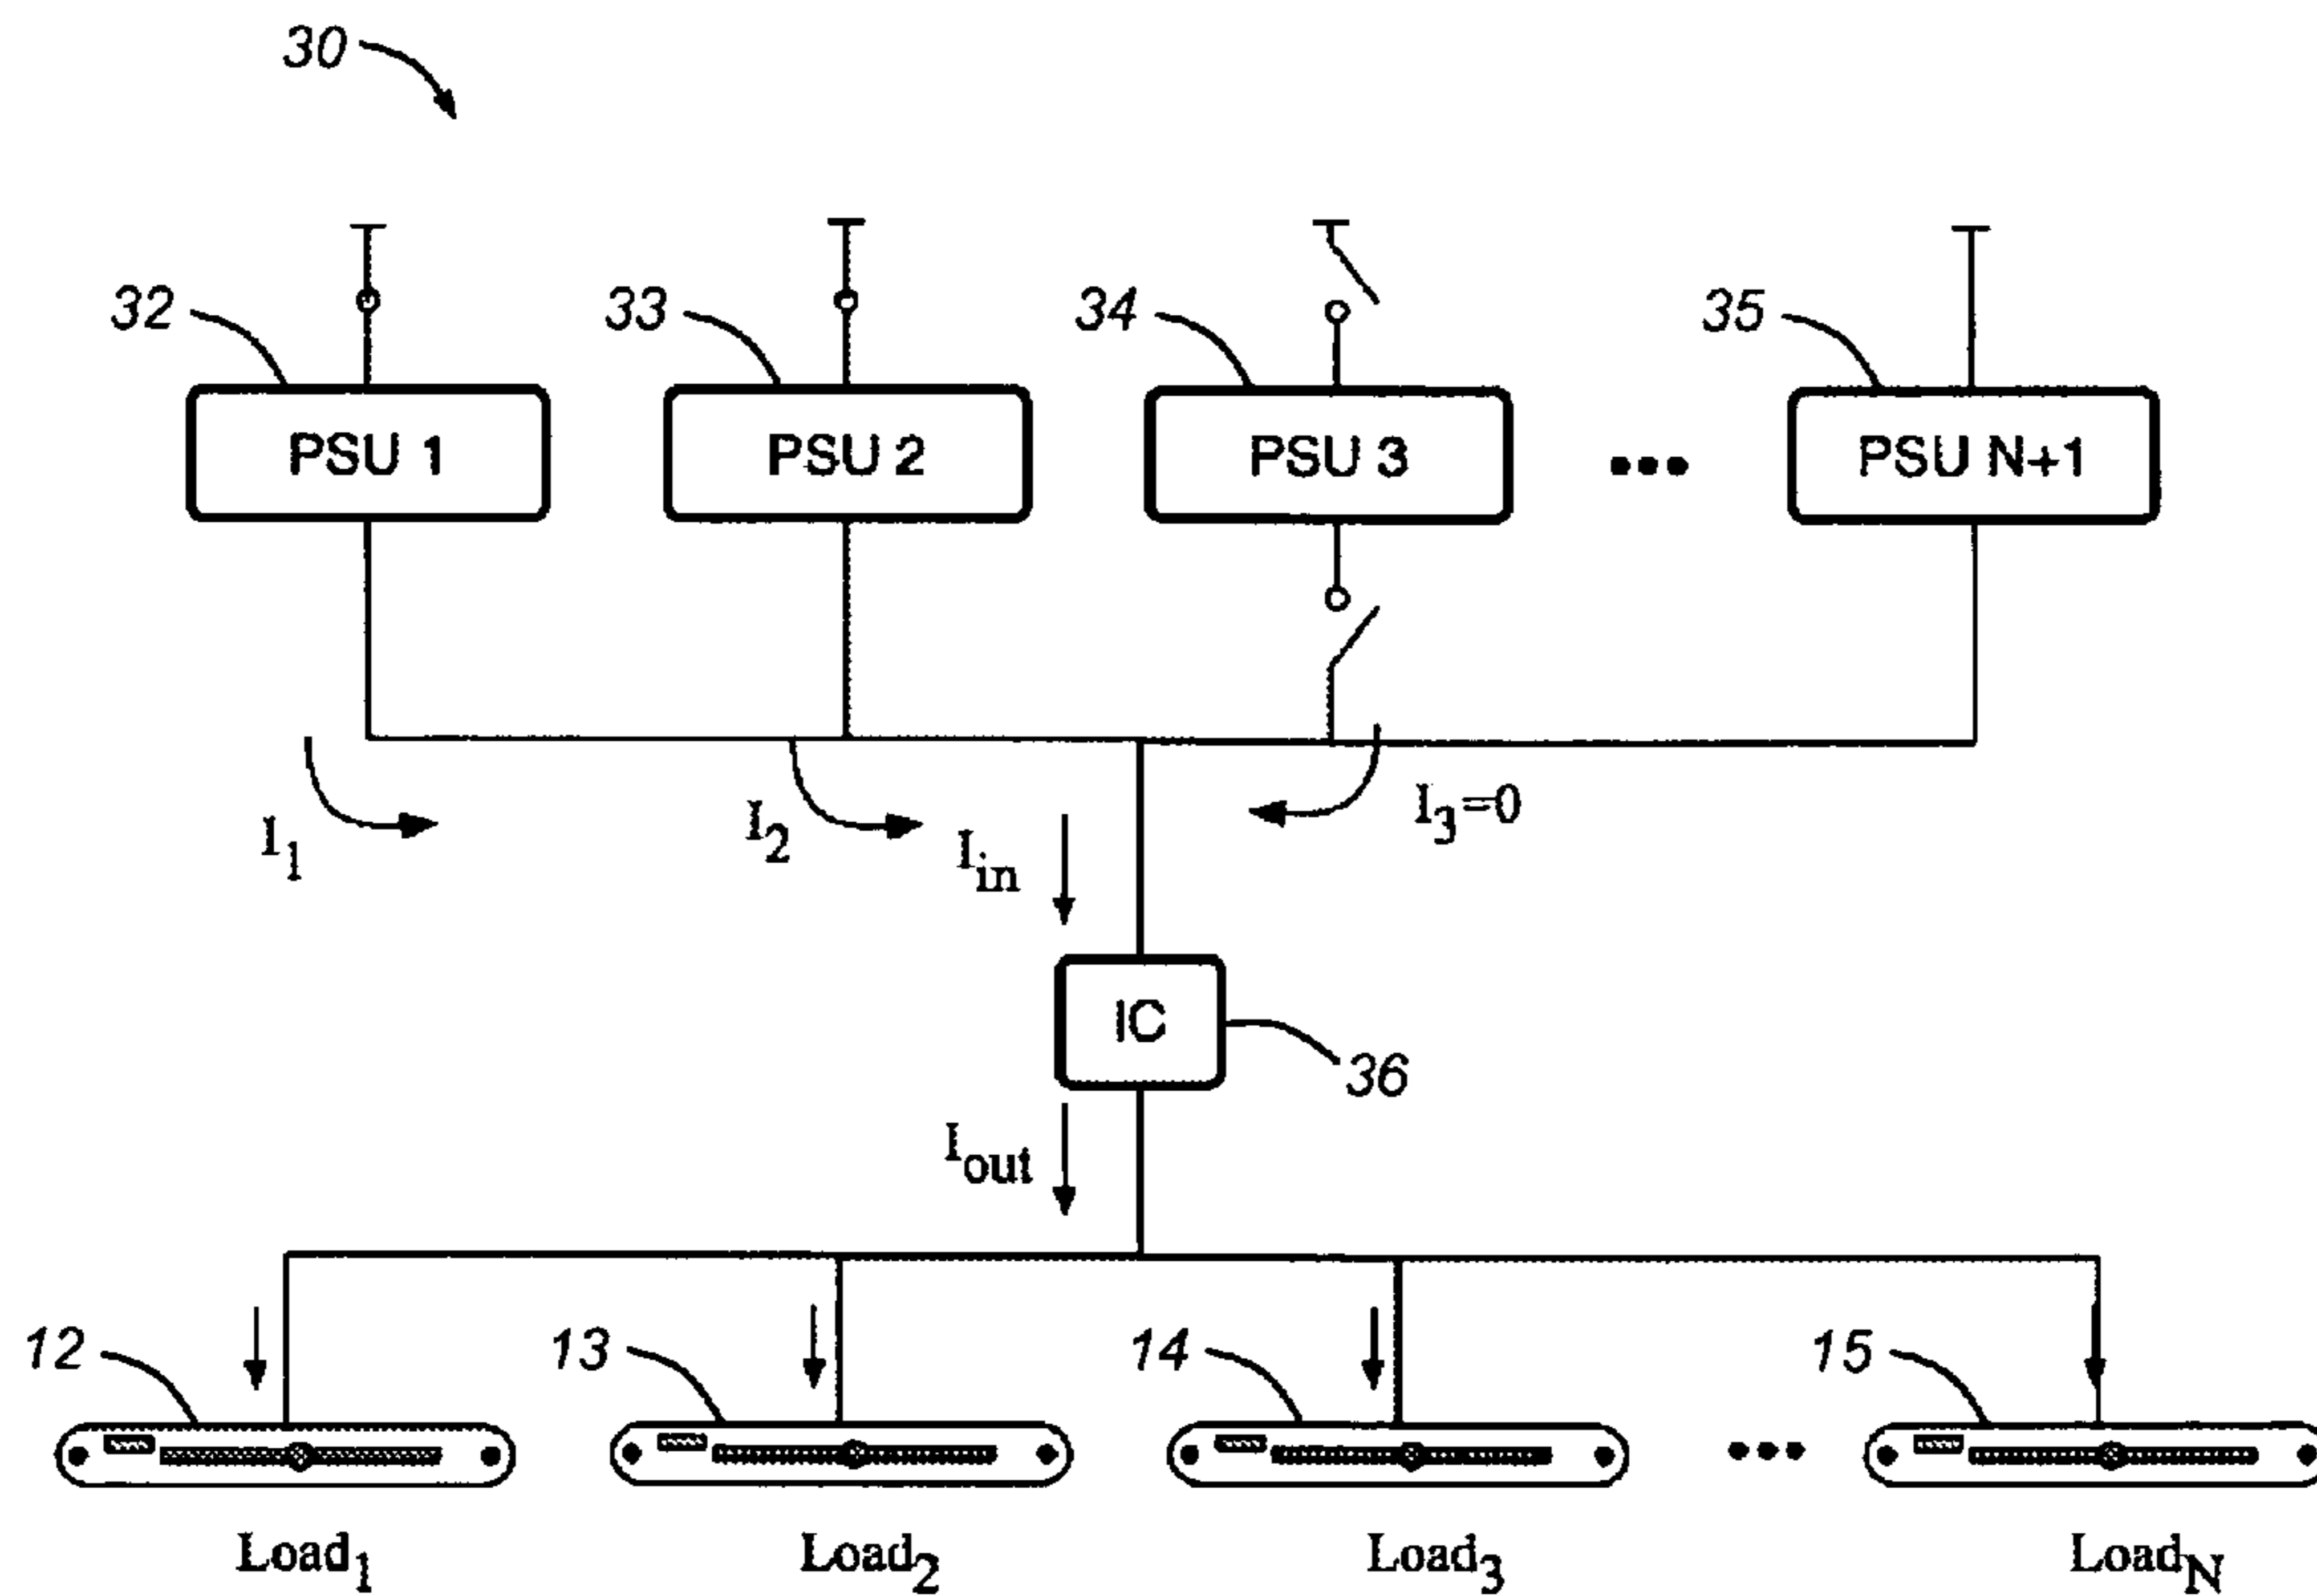 30
32 33 34 35
PSU 1 PSU 2 PSU 3 ••• PSU N+1
I₁ I₂ I₃=0
Iin
IC
36
Iout
12 13 14 15
•••
Load₁ Load₂ Load₃ LoadN